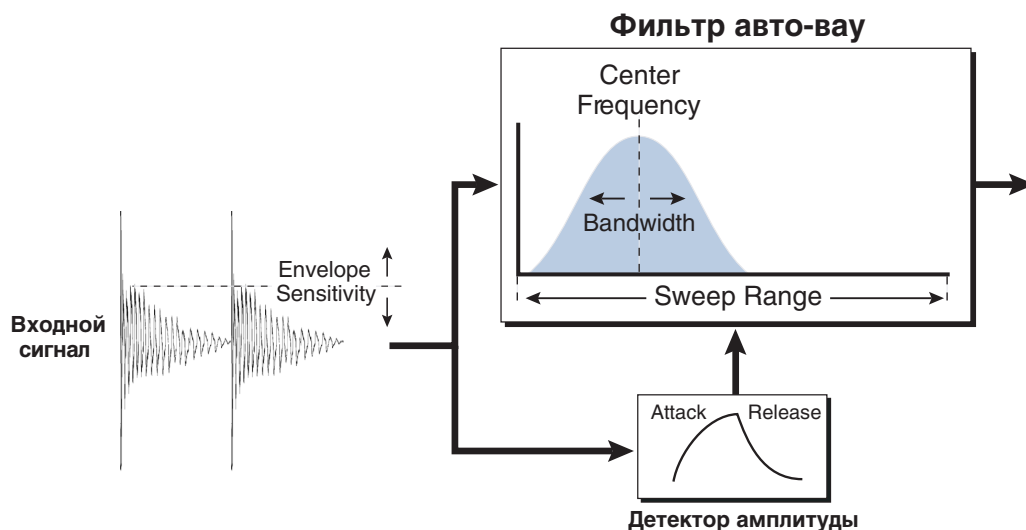 Фильтр авто-вау
Center
Frequency
Bandwidth
Sweep Range
Envelope
Sensitivity
Входной
сигнал
Attack Release
Детектор амплитуды